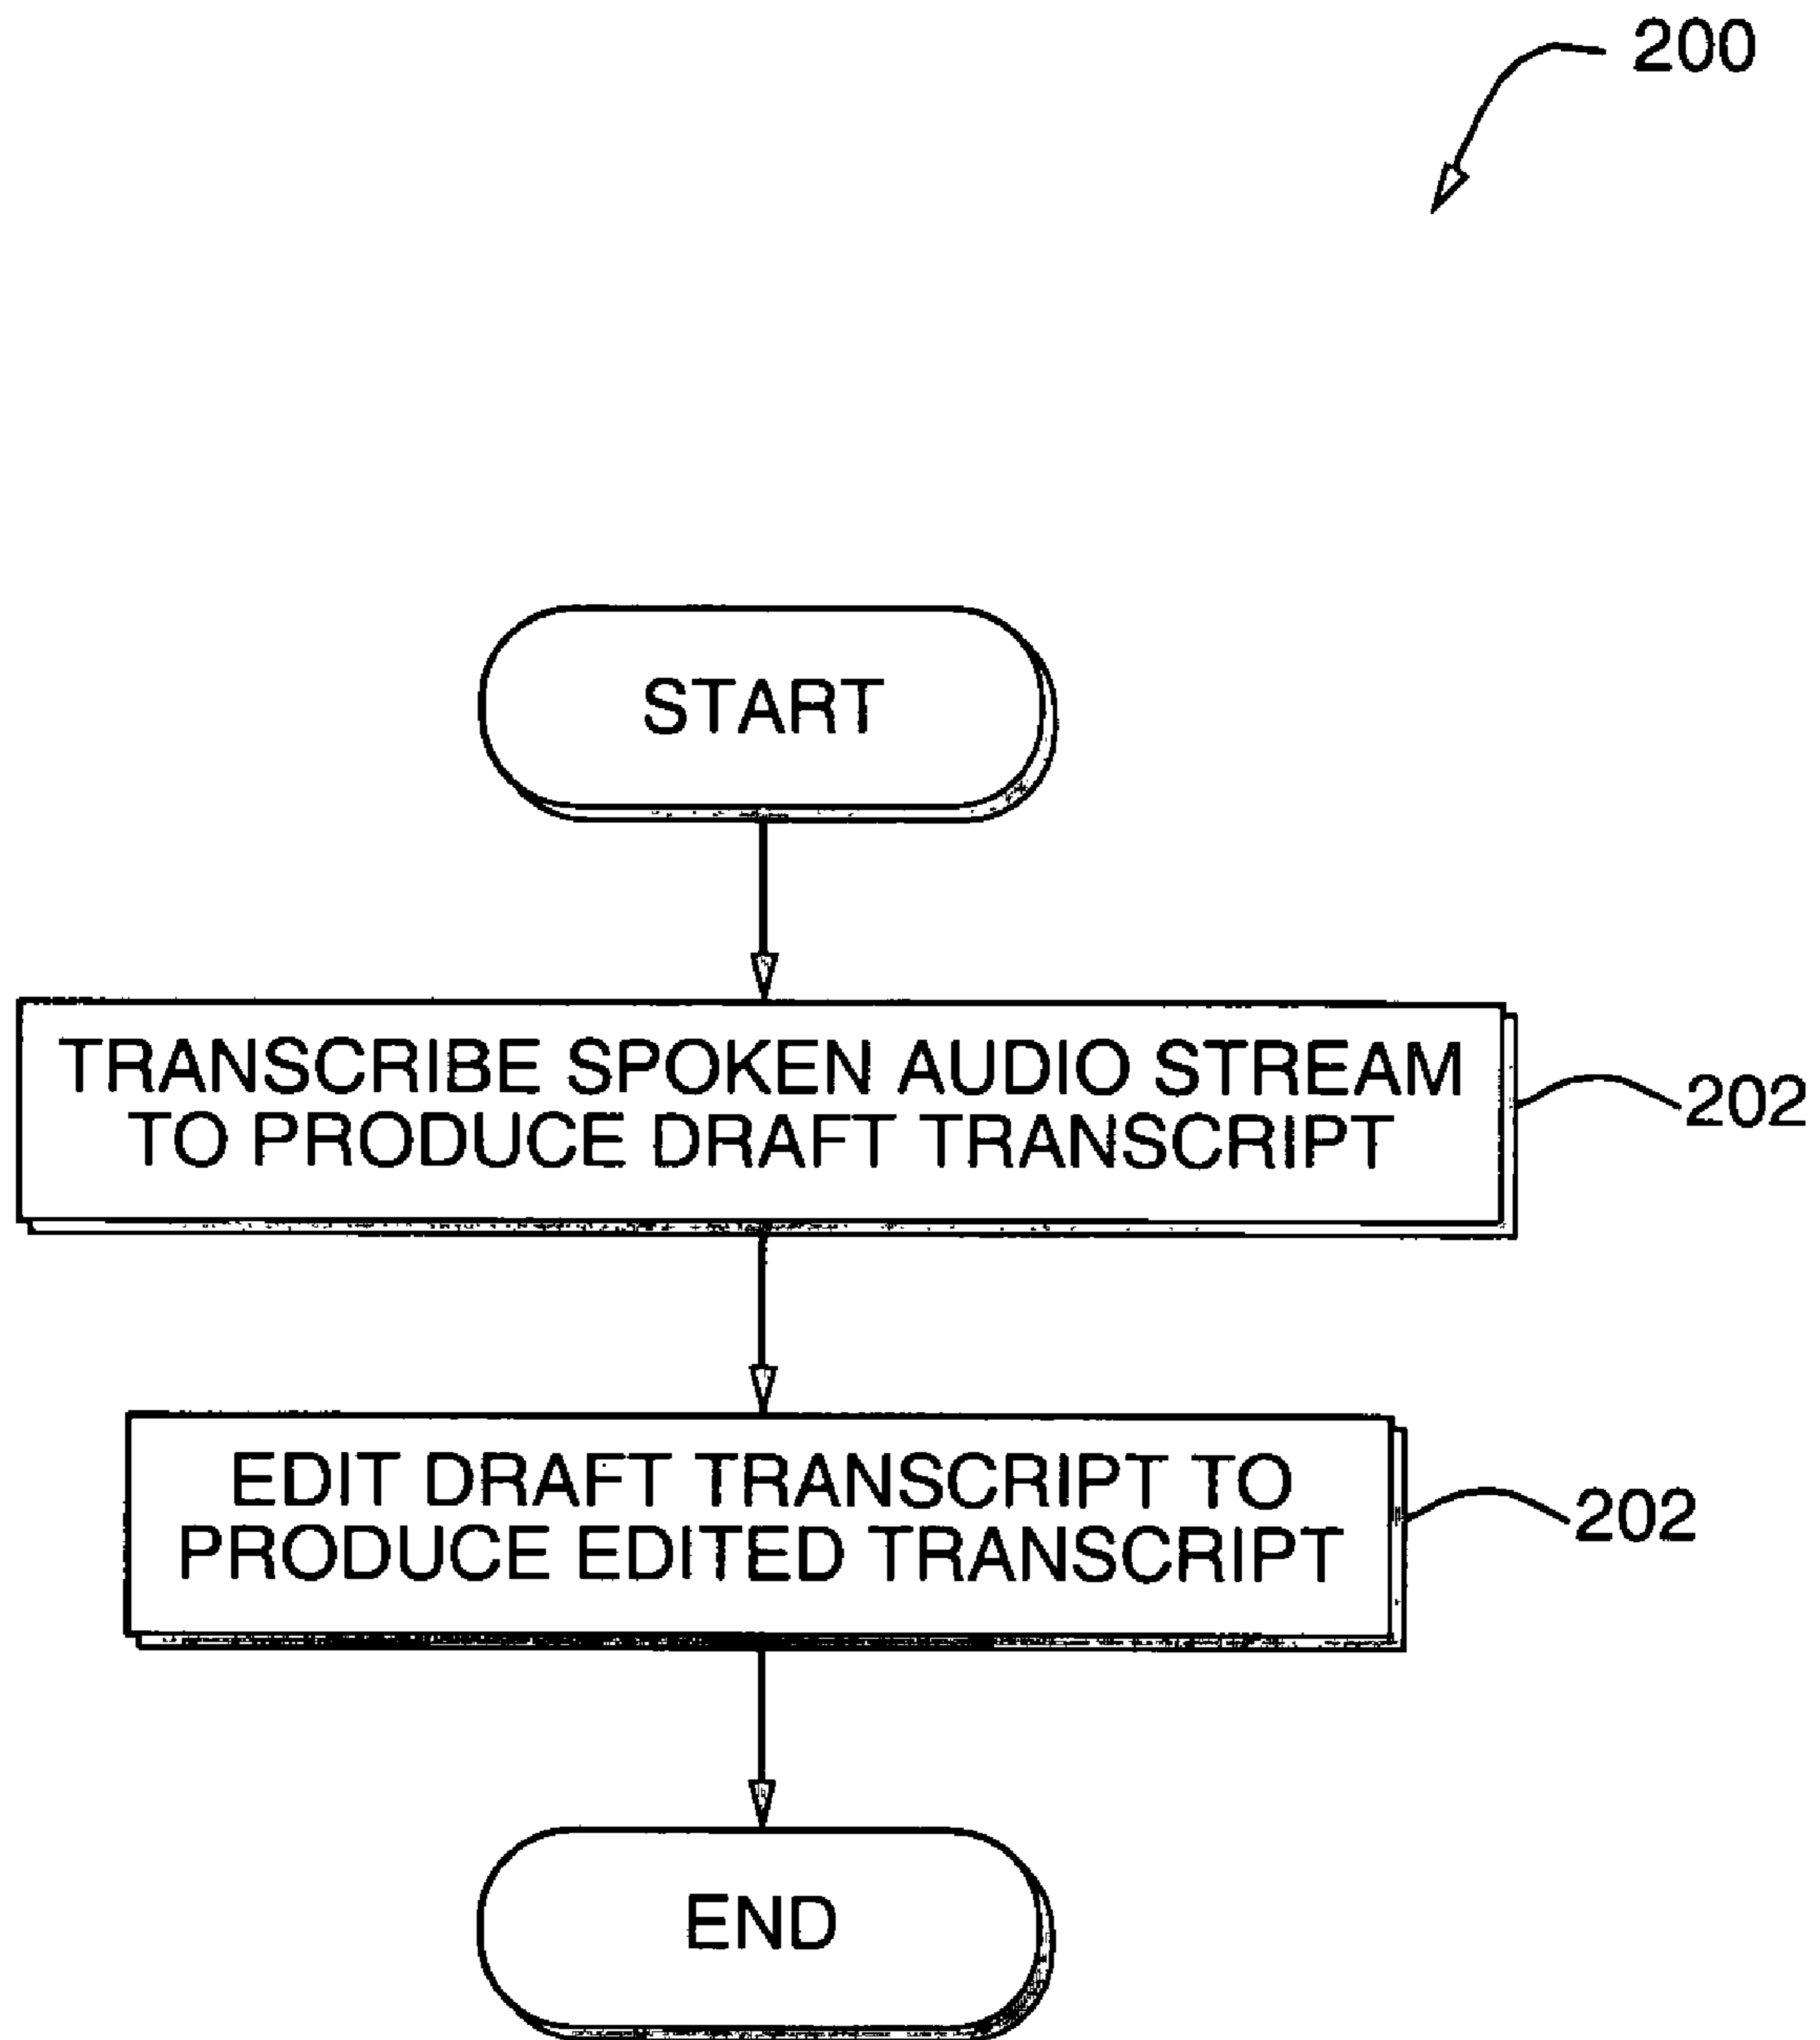 200
START
TRANSCRIBE SPOKEN AUDIO STREAM
TO PRODUCE DRAFT TRANSCRIPT
202
EDIT DRAFT TRANSCRIPT TO
PRODUCE EDITED TRANSCRIPT
202
END